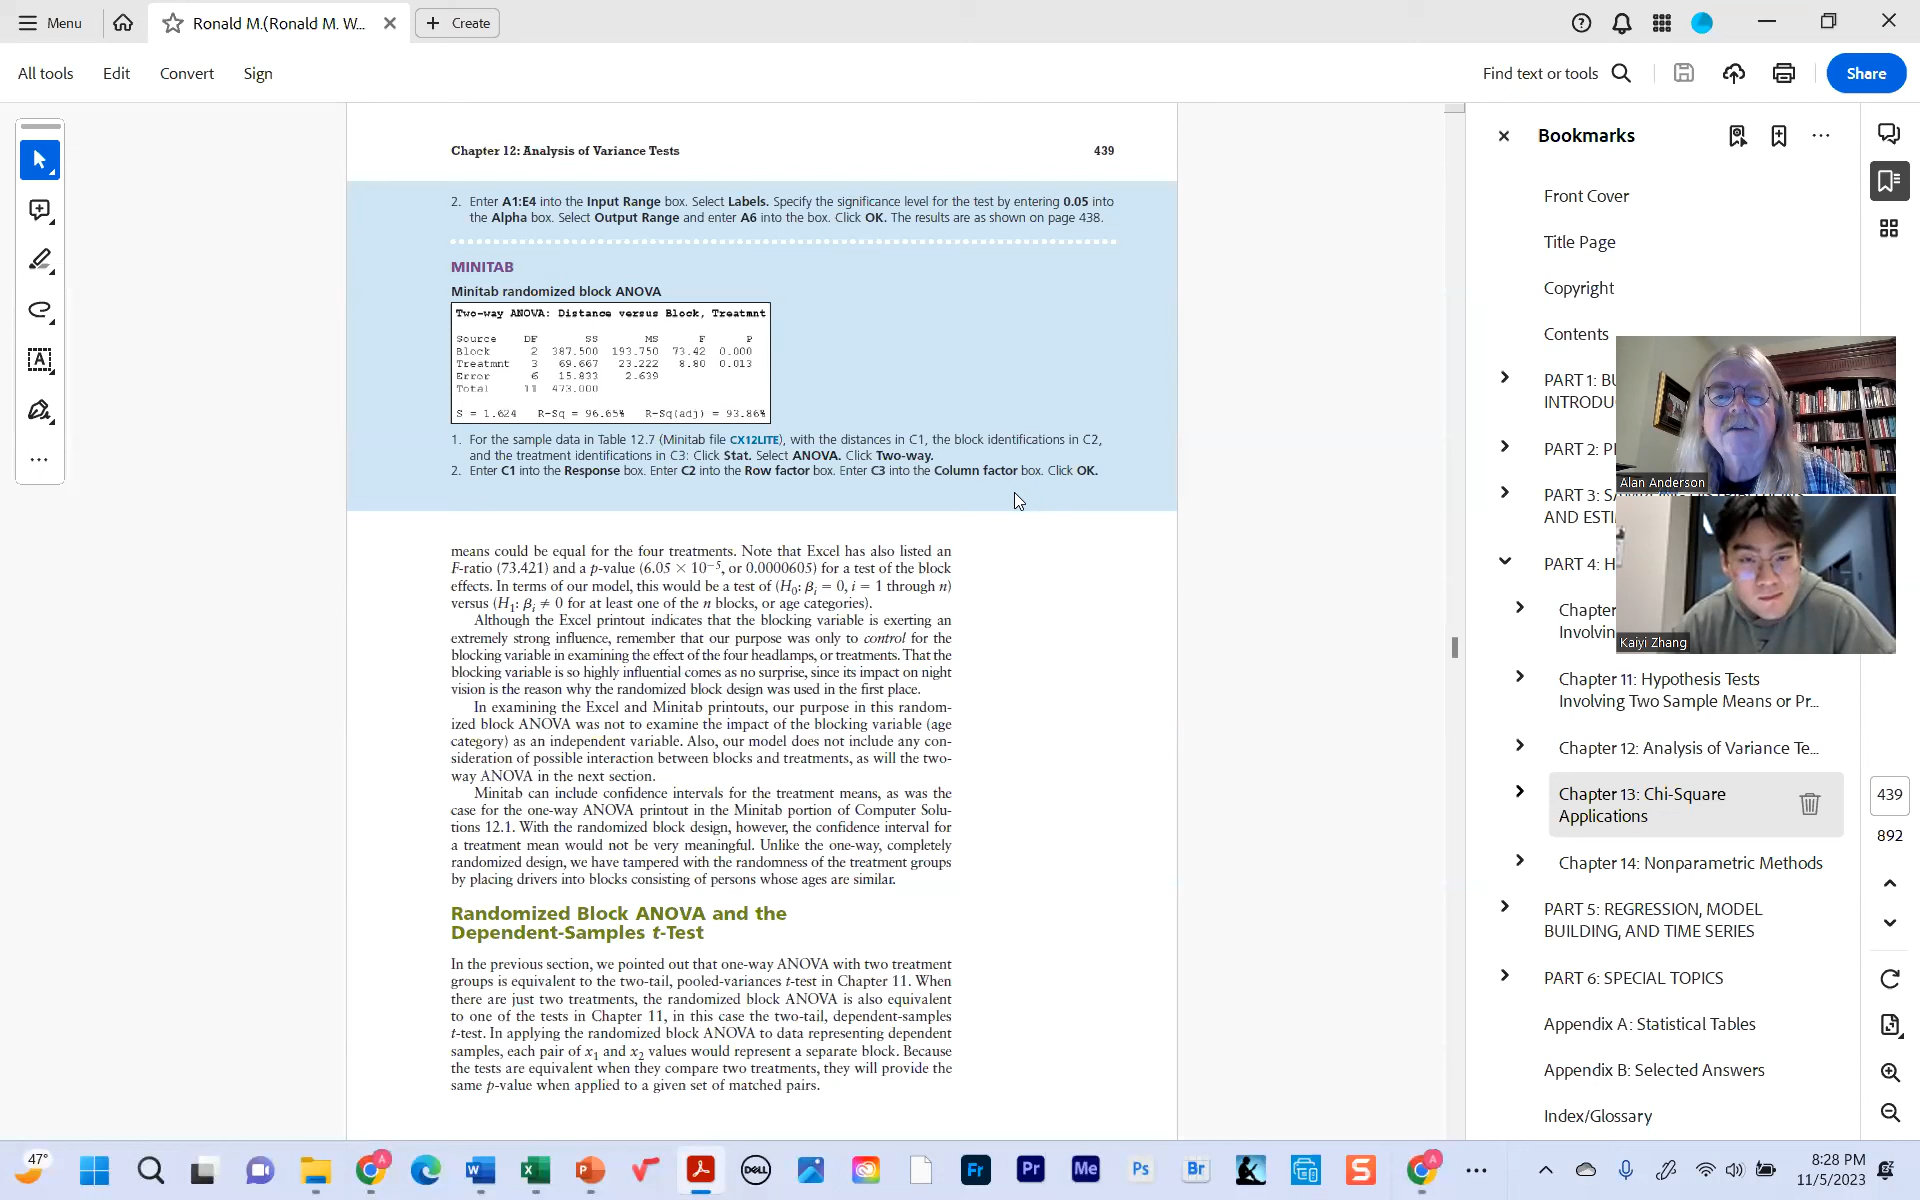 Menu
Ronald M.(Ronald M. W...
Create
All tools
Edit
Convert
Sign
Find text or tools
Share
Chapter 12: Analysis of Variance Tests 439
2. Enter A1:E4 into the Input Range box. Select Labels. Specify the significance level for the test by entering 0.05 into
the Alpha box. Select Output Range and enter A6 into the box. Click OK. The results are as shown on page 438.
MINITAB
Minitab randomized block ANOVA
Two-way ANOVA: Distance versus Block, Treatmnt
Source DF SS MS F P
Block 2 387.500 193.750 73.42 0.000
Treatmnt 3 69.667 23.222 8.80 0.013
Error 6 15.833 2.639
Total 11 473.000
S = 1.624 R-Sq = 96.65% R-Sq(adj) = 93.86%
1. For the sample data in Table 12.7 (Minitab file CX12LITE), with the distances in C1, the block identifications in C2,
and the treatment identifications in C3: Click Stat. Select ANOVA. Click Two-way.
2. Enter C1 into the Response box. Enter C2 into the Row factor box. Enter C3 into the Column factor box. Click OK.
means could be equal for the four treatments. Note that Excel has also listed an
F-ratio (73.421) and a p-value (6.05 × 10⁻⁵, or 0.0000605) for a test of the block
effects. In terms of our model, this would be a test of (H₀: βᵢ = 0, i = 1 through n)
versus (H₁: βᵢ ≠ 0 for at least one of the n blocks, or age categories).
Although the Excel printout indicates that the blocking variable is exerting an
extremely strong influence, remember that our purpose was only to control for the
blocking variable in examining the effect of the four headlamps, or treatments. That the
blocking variable is so highly influential comes as no surprise, since its impact on night
vision is the reason why the randomized block design was used in the first place.
In examining the Excel and Minitab printouts, our purpose in this random-
ized block ANOVA was not to examine the impact of the blocking variable (age
category) as an independent variable. Also, our model does not include any con-
sideration of possible interaction between blocks and treatments, as will the two-
way ANOVA in the next section.
Minitab can include confidence intervals for the treatment means, as was the
case for the one-way ANOVA printout in the Minitab portion of Computer Solu-
tions 12.1. With the randomized block design, however, the confidence interval for
a treatment mean would not be very meaningful. Unlike the one-way, completely
randomized design, we have tampered with the randomness of the treatment groups
by placing drivers into blocks consisting of persons whose ages are similar.
Randomized Block ANOVA and the
Dependent-Samples t-Test
In the previous section, we pointed out that one-way ANOVA with two treatment
groups is equivalent to the two-tail, pooled-variances t-test in Chapter 11. When
there are just two treatments, the randomized block ANOVA is also equivalent
to one of the tests in Chapter 11, in this case the two-tail, dependent-samples
t-test. In applying the randomized block ANOVA to data representing dependent
samples, each pair of x₁ and x₂ values would represent a separate block. Because
the tests are equivalent when they compare two treatments, they will provide the
same p-value when applied to a given set of matched pairs.
Bookmarks
Front Cover
Title Page
Copyright
Contents
PART 1: BU
INTRODU
PART 2: P
PART 3: SA
AND ESTI
PART 4: H
Chapter
Involvin
Chapter 11: Hypothesis Tests
Involving Two Sample Means or Pr...
Chapter 12: Analysis of Variance Te...
Chapter 13: Chi-Square
Applications
Chapter 14: Nonparametric Methods
PART 5: REGRESSION, MODEL
BUILDING, AND TIME SERIES
PART 6: SPECIAL TOPICS
Appendix A: Statistical Tables
Appendix B: Selected Answers
Index/Glossary
Alan Anderson
Kaiyi Zhang
439
892
47°
DELL
Fr
Pr
Me
Ps
Br
8:28 PM
11/5/2023